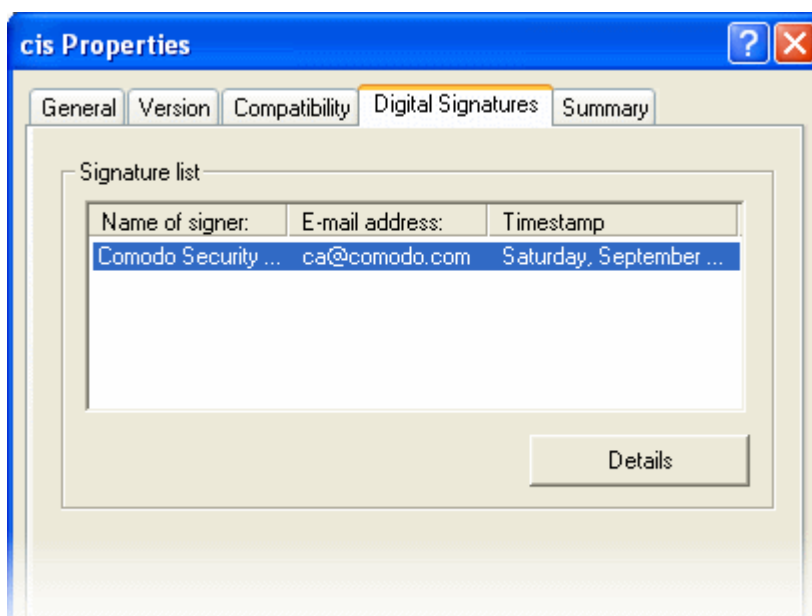 cis Properties
General Version Compatibility Digital Signatures Summary
Signature list
Name of signer: E-mail address: Timestamp
Comodo Security ... ca@comodo.com Saturday, September ...
Details